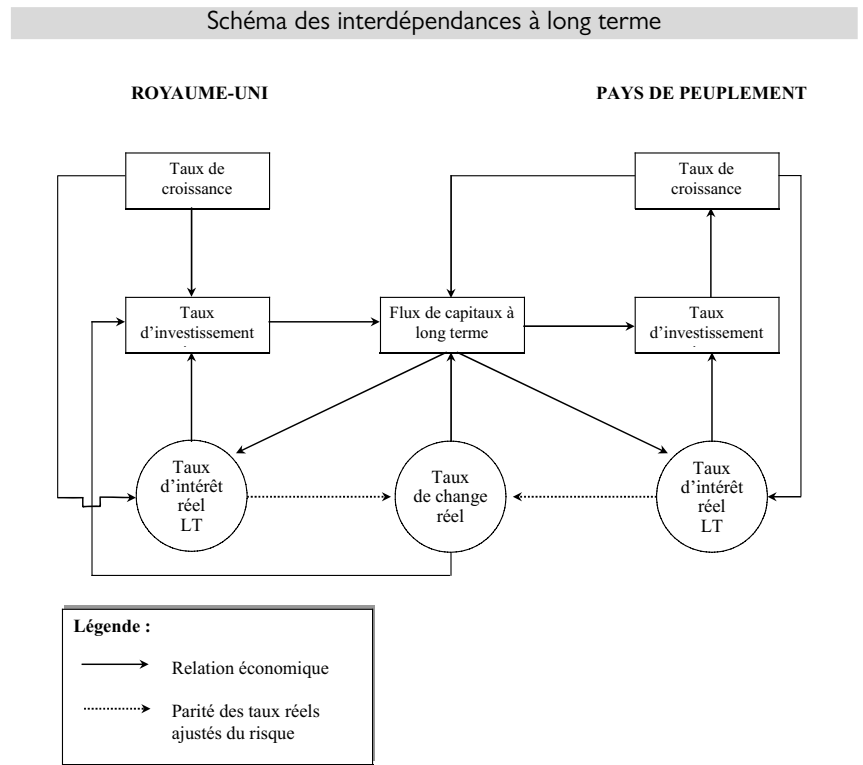 Schéma des interdépendances à long terme
ROYAUME-UNI
PAYS DE PEUPLEMENT
Taux de
croissance
Taux de
croissance
Taux
d'investissement
Flux de capitaux à
long terme
Taux
d'investissement
Taux
d'intérêt
réel
LT
Taux
de change
réel
Taux
d'intérêt
réel
LT
Légende :
Relation économique
Parité des taux réels
ajustés du risque